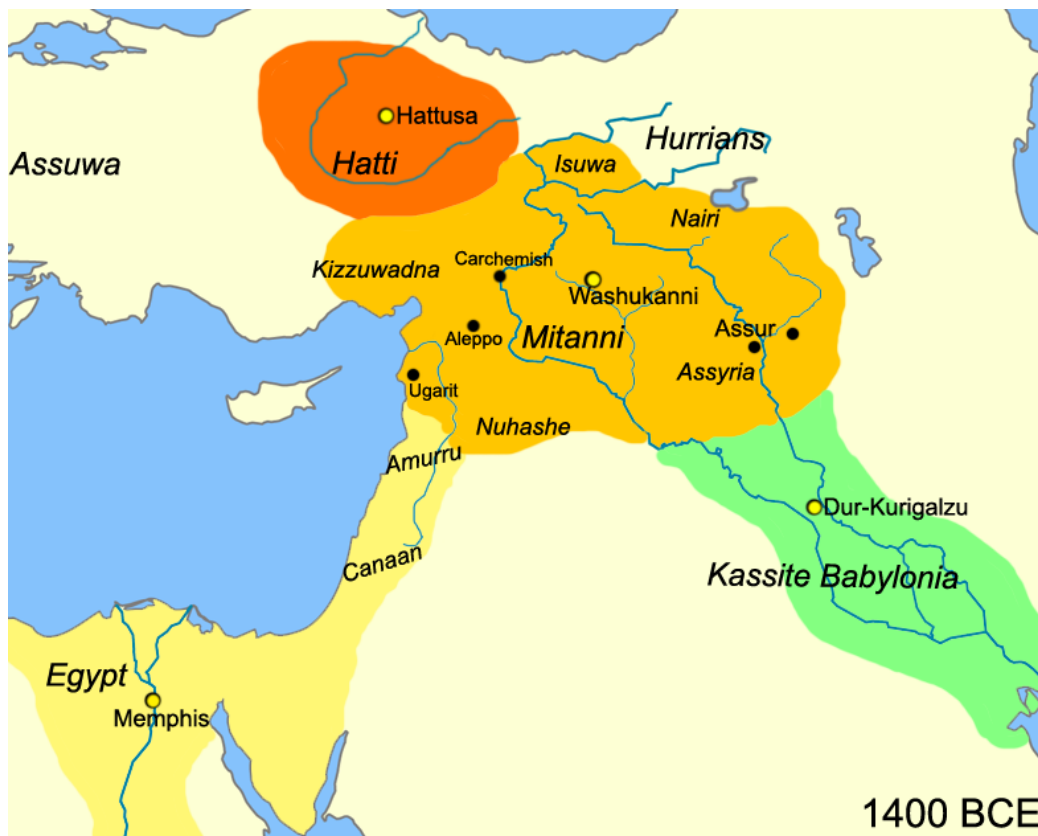 Hattusa
Hatti
Hurrians
Assuwa
Isuwa
Nairi
Kizzuwadna
Carchemish
Washukanni
Aleppo
Mitanni
Assur
Assyria
Ugarit
Nuhashe
Amurru
Dur-Kurigalzu
Canaan
Kassite Babylonia
Egypt
Memphis
1400 BCE